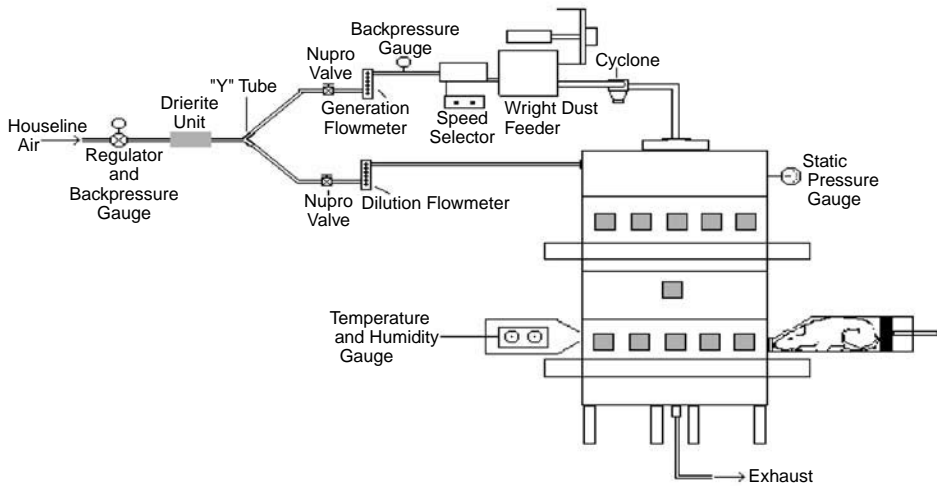 Houseline
Air
Regulator
and
Backpressure
Gauge
Drierite
Unit
"Y" Tube
Nupro
Valve
Backpressure
Gauge
Generation
Flowmeter
Speed
Selector
Wright Dust
Feeder
Cyclone
Nupro
Valve
Dilution Flowmeter
Static
Pressure
Gauge
Temperature
and Humidity
Gauge
Exhaust